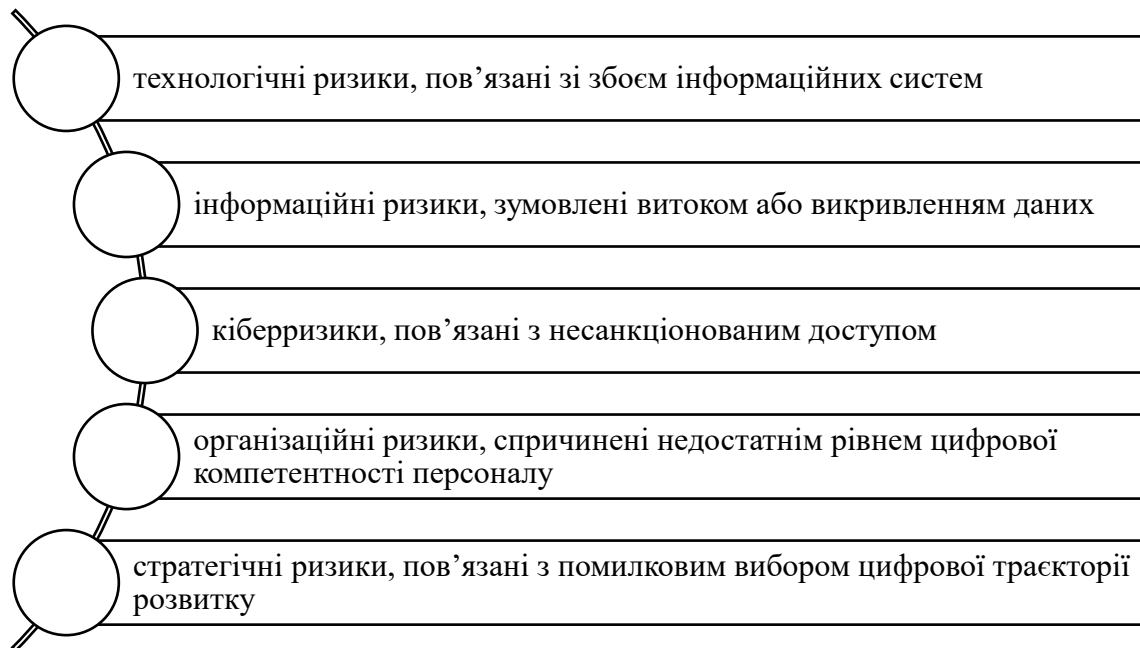 технологічні ризики, пов’язані зі збоєм інформаційних систем
інформаційні ризики, зумовлені витоком або викривленням даних
кіберризики, пов’язані з несанкціонованим доступом
організаційні ризики, спричинені недостатнім рівнем цифрової
компетентності персоналу
стратегічні ризики, пов’язані з помилковим вибором цифрової траєкторії
розвитку